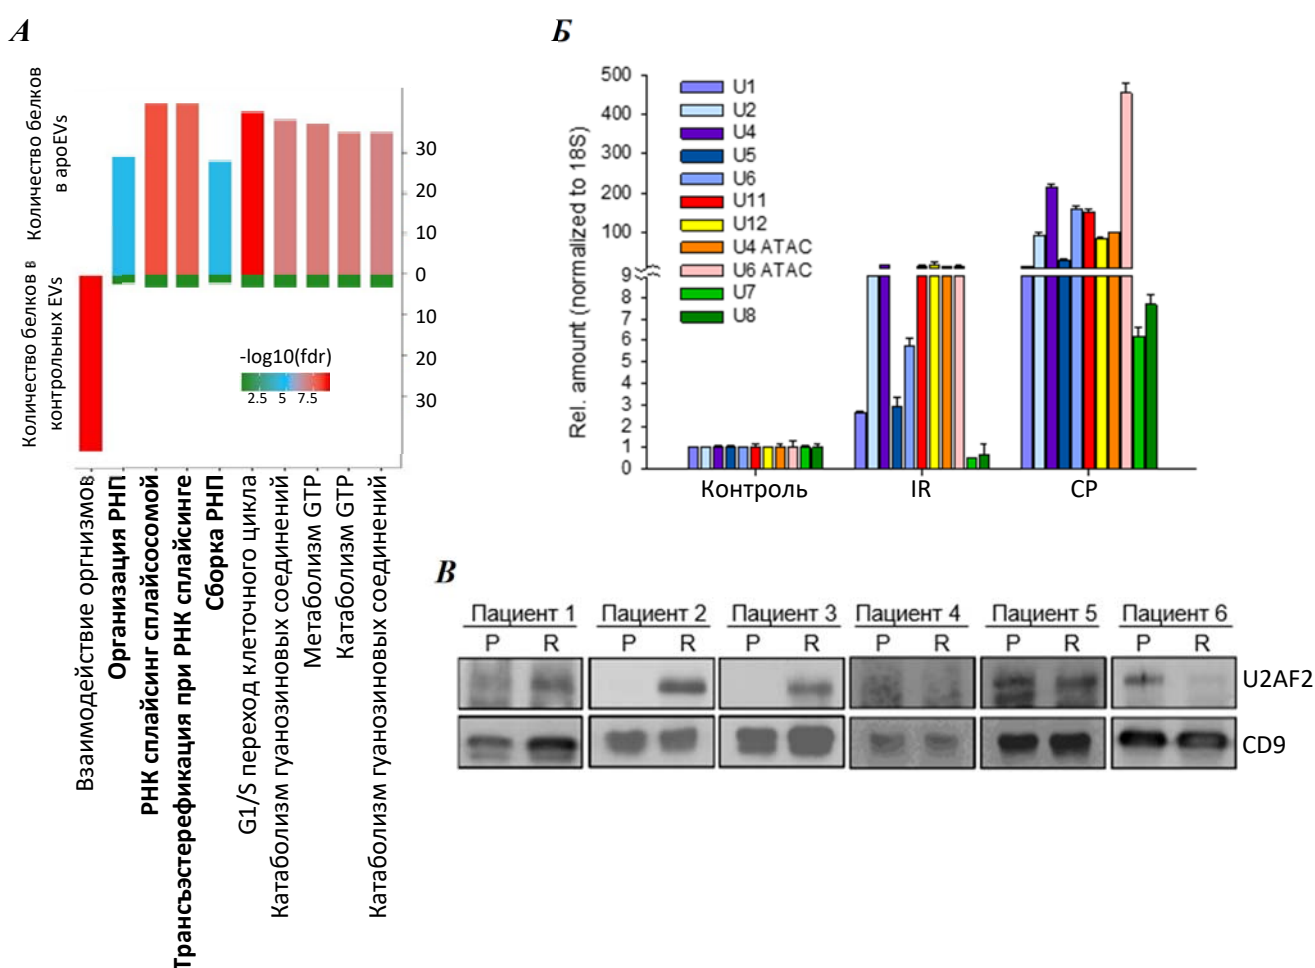 А
Количество белков
в apoEVs
Количество белков в
контрольных EVs
30
20
10
0
10
20
30
-log10(fdr)
2.5 5 7.5
Взаимодействие оргнизмов
Организация РНП
РНК сплайсинг сплайсосомой
Трансъэстерефикация при РНК сплайсинге
Сборка РНП
G1/S переход клеточного цикла
Катаболизм гуанозиновых соединений
Метаболизм GTP
Катаболизм GTP
Катаболизм гуанозиновых соединений
Б
Rel. amount (normalized to 18S)
500
400
300
200
100
9
8
7
6
5
4
3
2
1
0
U1
U2
U4
U5
U6
U11
U12
U4 ATAC
U6 ATAC
U7
U8
Контроль IR CP
В
Пациент 1 Пациент 2 Пациент 3 Пациент 4 Пациент 5 Пациент 6
P R P R P R P R P R P R
U2AF2
CD9